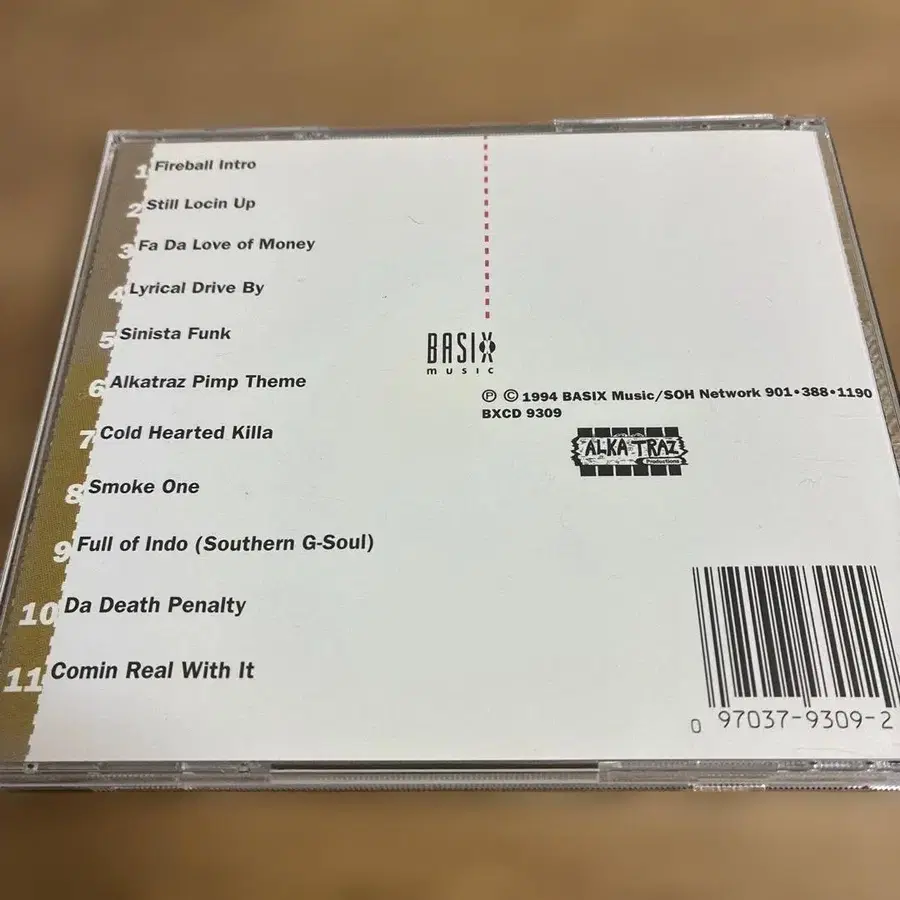 1 Fireball Intro
2 Still Locin Up
3 Fa Da Love of Money
4 Lyrical Drive By
5 Sinista Funk
6 Alkatraz Pimp Theme
7 Cold Hearted Killa
8 Smoke One
9 Full of Indo (Southern G-Soul)
10 Da Death Penalty
11 Comin Real With It
BASIX
MUSIC
℗ © 1994 BASIX Music/SOH Network 901•388•1190
BXCD 9309
ALKA TRAZ
Productions
0 97037-9309-2